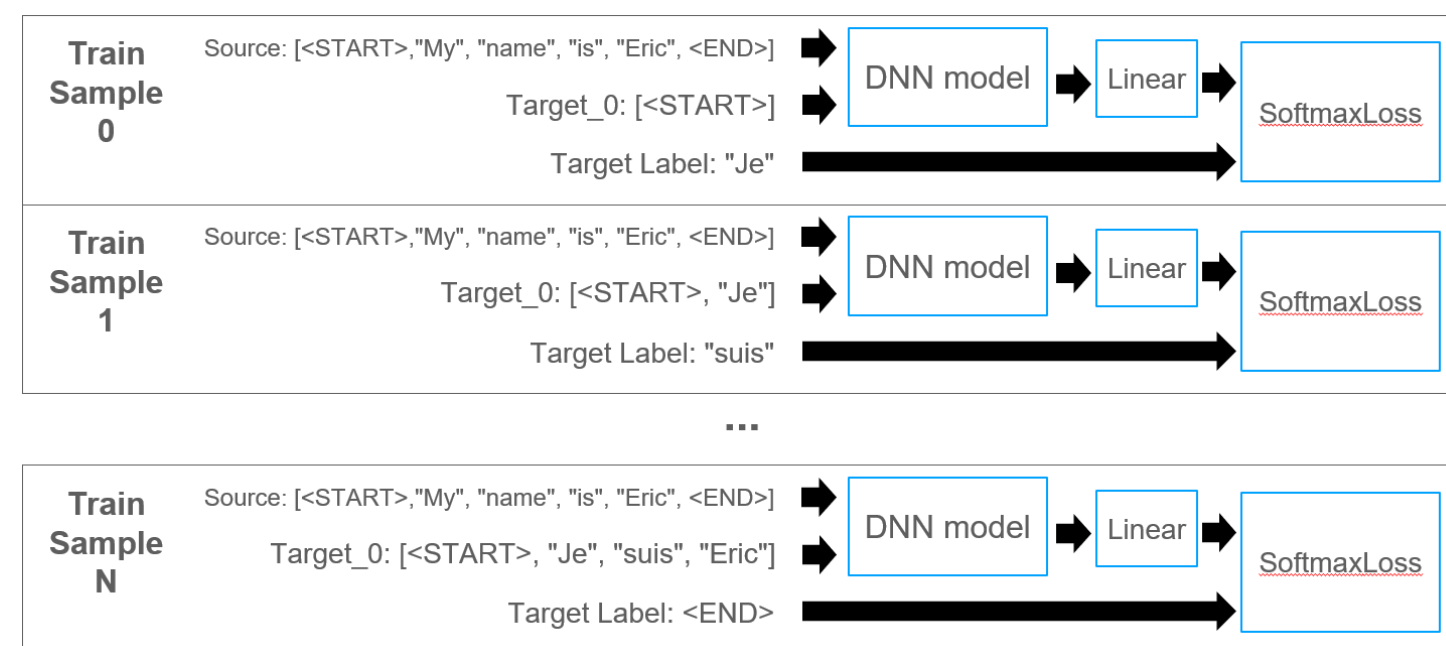 Train
Sample
0
Source: [<START>,"My", "name", "is", "Eric", <END>]
Target_0: [<START>]
Target Label: "Je"
DNN model
Linear
SoftmaxLoss
Train
Sample
1
Source: [<START>,"My", "name", "is", "Eric", <END>]
Target_0: [<START>, "Je"]
Target Label: "suis"
DNN model
Linear
SoftmaxLoss
...
Train
Sample
N
Source: [<START>,"My", "name", "is", "Eric", <END>]
Target_0: [<START>, "Je", "suis", "Eric"]
Target Label: <END>
DNN model
Linear
SoftmaxLoss